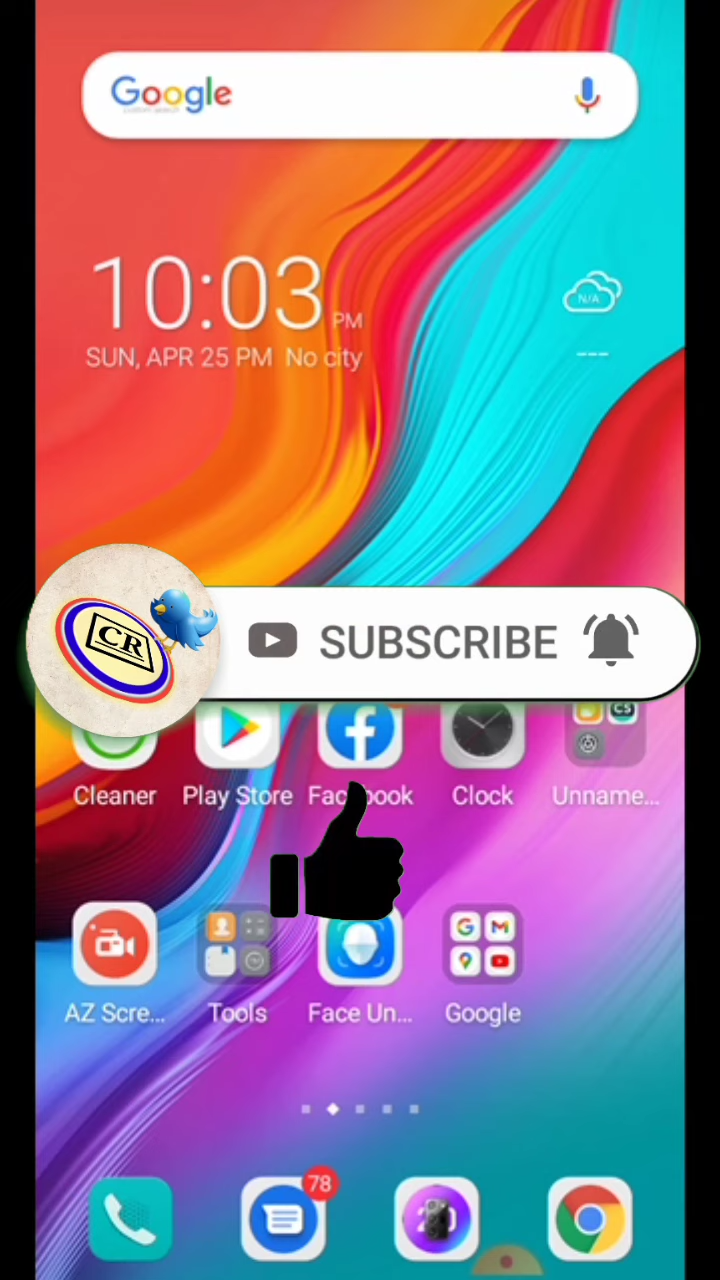 Google
10:03 PM
SUN, APR 25 PM No city
N/A
---
CR
SUBSCRIBE
CS
Cleaner
Play Store
Facebook
Clock
Unname...
AZ Scre...
Tools
Face Un...
Google
78